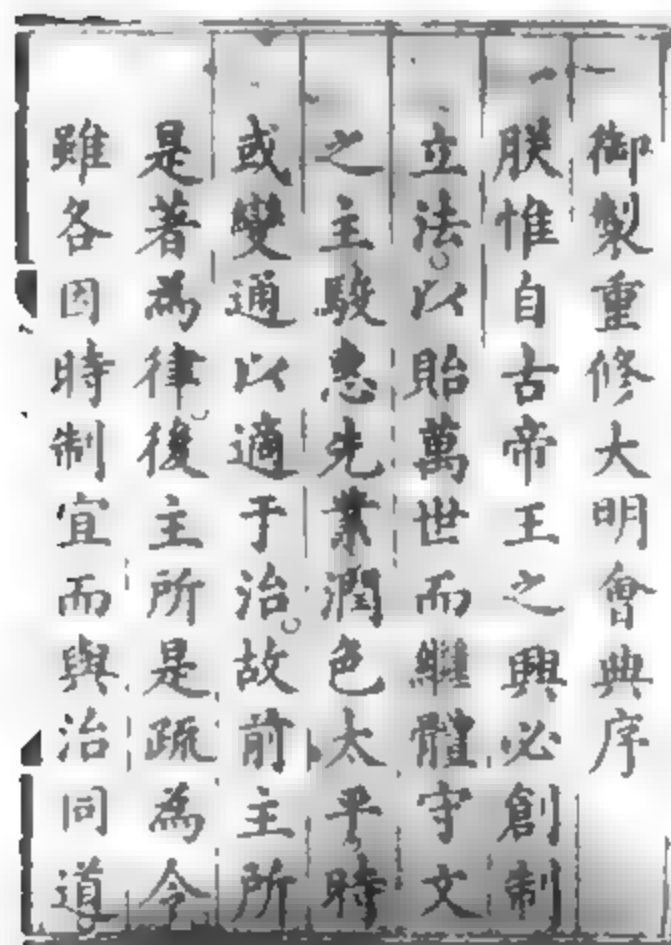 御製重修大明會典序
朕惟自古帝王之興必創制
立法以貽萬世而繼體守文
之主駿惠先業潤色太平時
或變通以適于治故前主所
是著為律後主所是疏為令
雖各因時制宜而與治同道